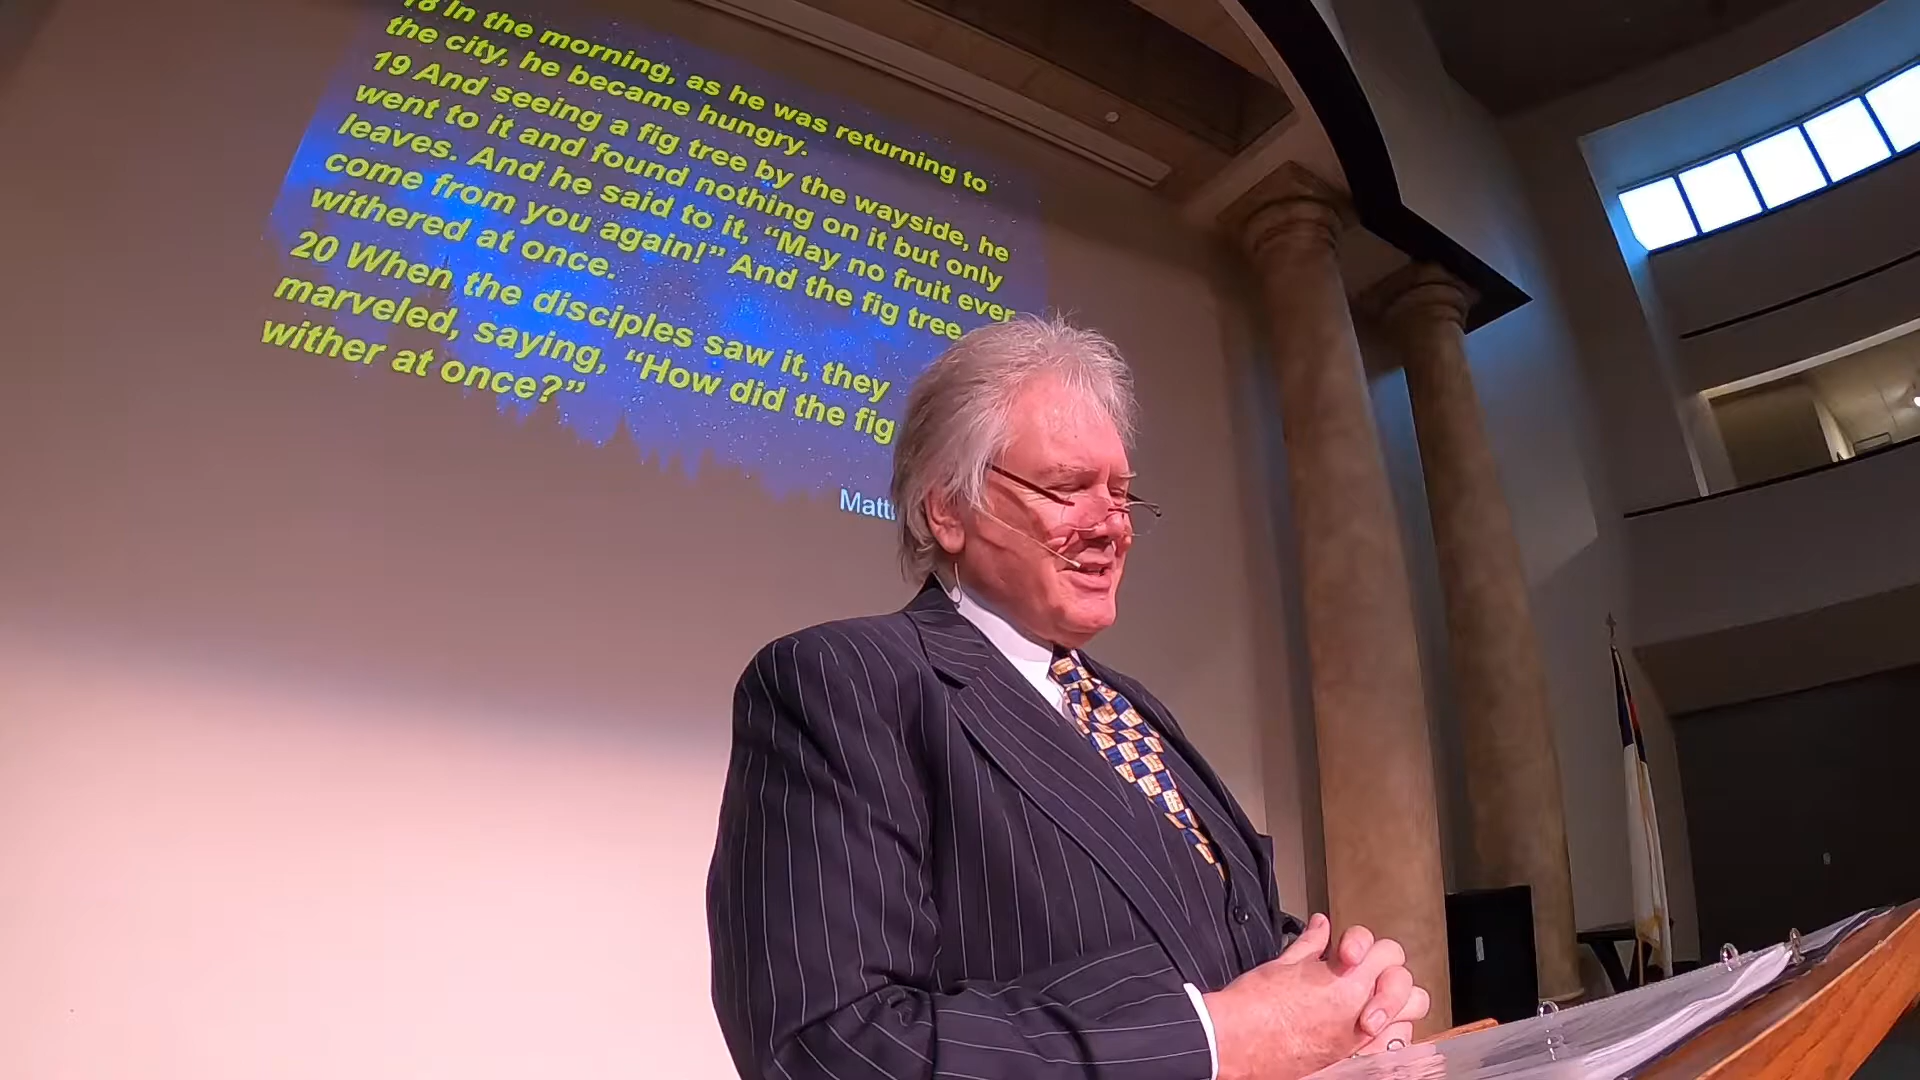 18 In the morning, as he was returning to
the city, he became hungry.
19 And seeing a fig tree by the wayside, he
went to it and found nothing on it but only
leaves. And he said to it, “May no fruit ever
come from you again!” And the fig tree
withered at once.
20 When the disciples saw it, they
marveled, saying, “How did the fig
wither at once?”
Matt